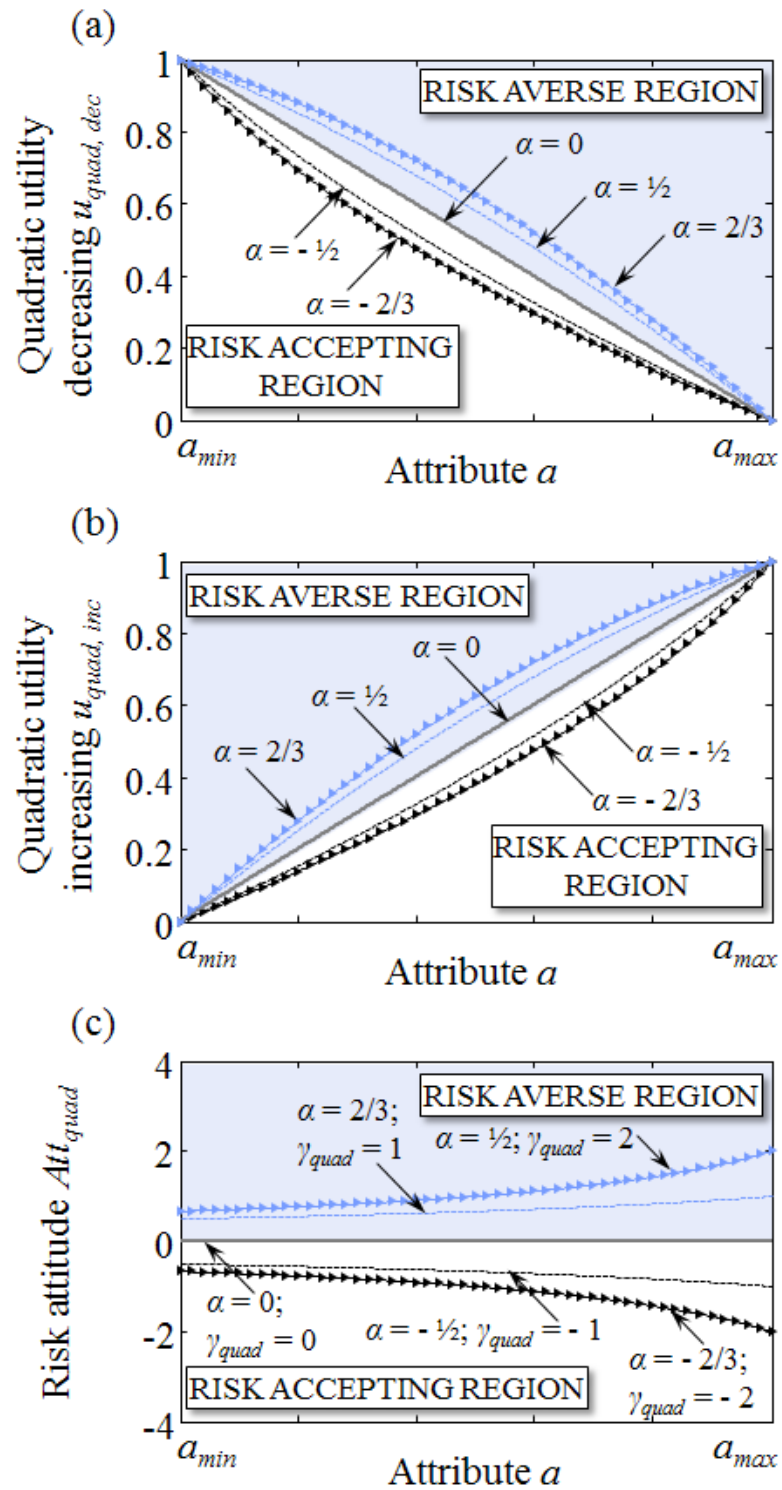 (a)
Quadratic utility
decreasing u_quad, dec
1
0.8
0.6
0.4
0.2
0
RISK AVERSE REGION
α = 0
α = ½
α = 2/3
α = - ½
α = - 2/3
RISK ACCEPTING
REGION
a_min
Attribute a
a_max
(b)
Quadratic utility
increasing u_quad, inc
1
0.8
0.6
0.4
0.2
0
RISK AVERSE REGION
α = 0
α = ½
α = 2/3
α = - ½
α = - 2/3
RISK ACCEPTING
REGION
a_min
Attribute a
a_max
(c)
Risk attitude Att_quad
4
2
0
-2
-4
RISK AVERSE REGION
α = 2/3;
γ_quad = 1
α = ½; γ_quad = 2
α = 0;
γ_quad = 0
α = - ½; γ_quad = - 1
α = - 2/3;
γ_quad = - 2
RISK ACCEPTING REGION
a_min
Attribute a
a_max